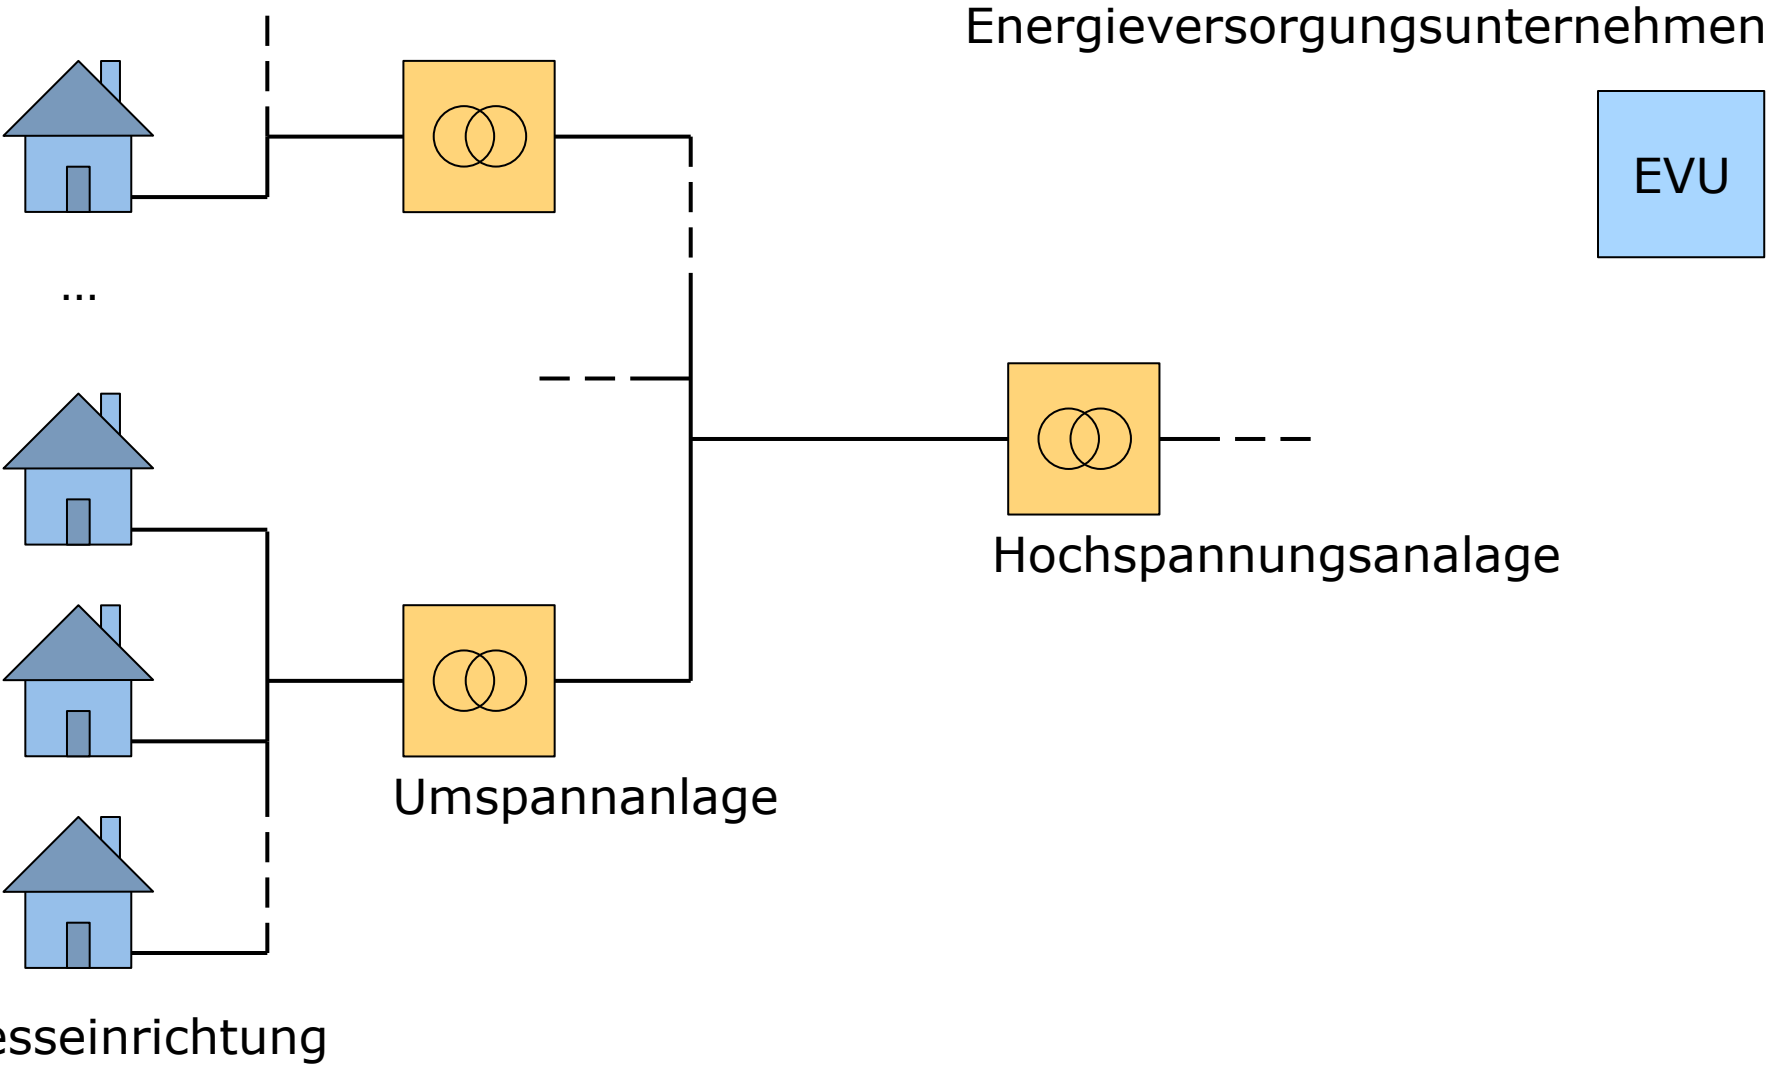 Energieversorgungsunternehmen
EVU
...
Hochspannungsanalage
Umspannanlage
esseinrichtung